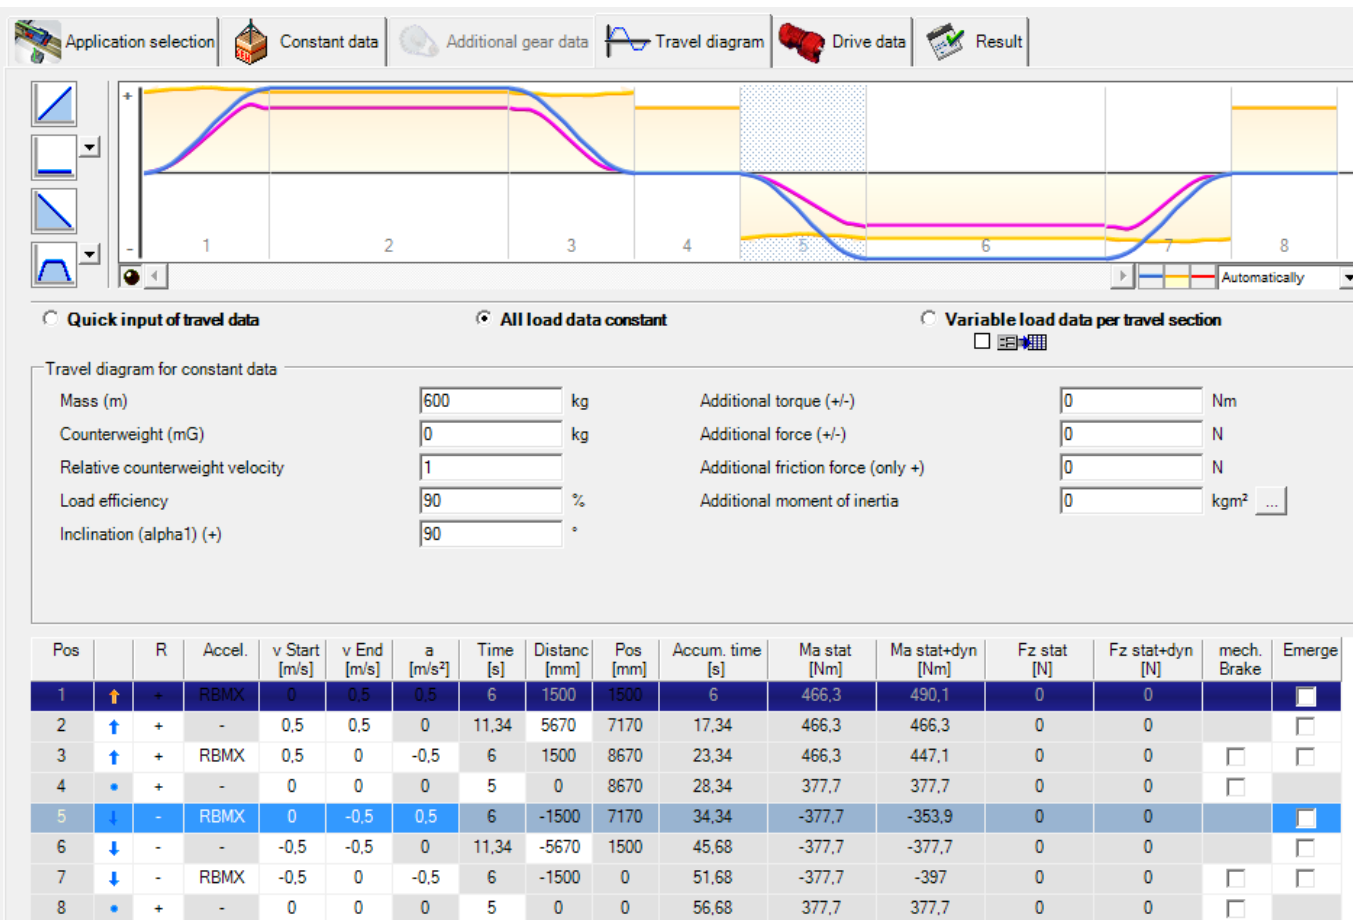 Application selection Constant data Additional gear data Travel diagram Drive data Result
+
-
1 2 3 4 5 6 7 8
Automatically
Quick input of travel data All load data constant Variable load data per travel section
Travel diagram for constant data
Mass (m) 600 kg Additional torque (+/-) 0 Nm
Counterweight (mG) 0 kg Additional force (+/-) 0 N
Relative counterweight velocity 1 Additional friction force (only +) 0 N
Load efficiency 90 % Additional moment of inertia 0 kgm² ...
Inclination (alpha1) (+) 90 °
Pos R Accel. v Start v End a Time Distanc Pos Accum. time Ma stat Ma stat+dyn Fz stat Fz stat+dyn mech. Emerge
[m/s] [m/s] [m/s²] [s] [mm] [mm] [s] [Nm] [Nm] [N] [N] Brake
1 + RBMX 0 0,5 0,5 6 1500 1500 6 466,3 490,1 0 0
2 + - 0,5 0,5 0 11,34 5670 7170 17,34 466,3 466,3 0 0
3 + RBMX 0,5 0 -0,5 6 1500 8670 23,34 466,3 447,1 0 0
4 + - 0 0 0 5 0 8670 28,34 377,7 377,7 0 0
5 - RBMX 0 -0,5 0,5 6 -1500 7170 34,34 -377,7 -353,9 0 0
6 - - -0,5 -0,5 0 11,34 -5670 1500 45,68 -377,7 -377,7 0 0
7 - RBMX -0,5 0 -0,5 6 -1500 0 51,68 -377,7 -397 0 0
8 + - 0 0 0 5 0 0 56,68 377,7 377,7 0 0